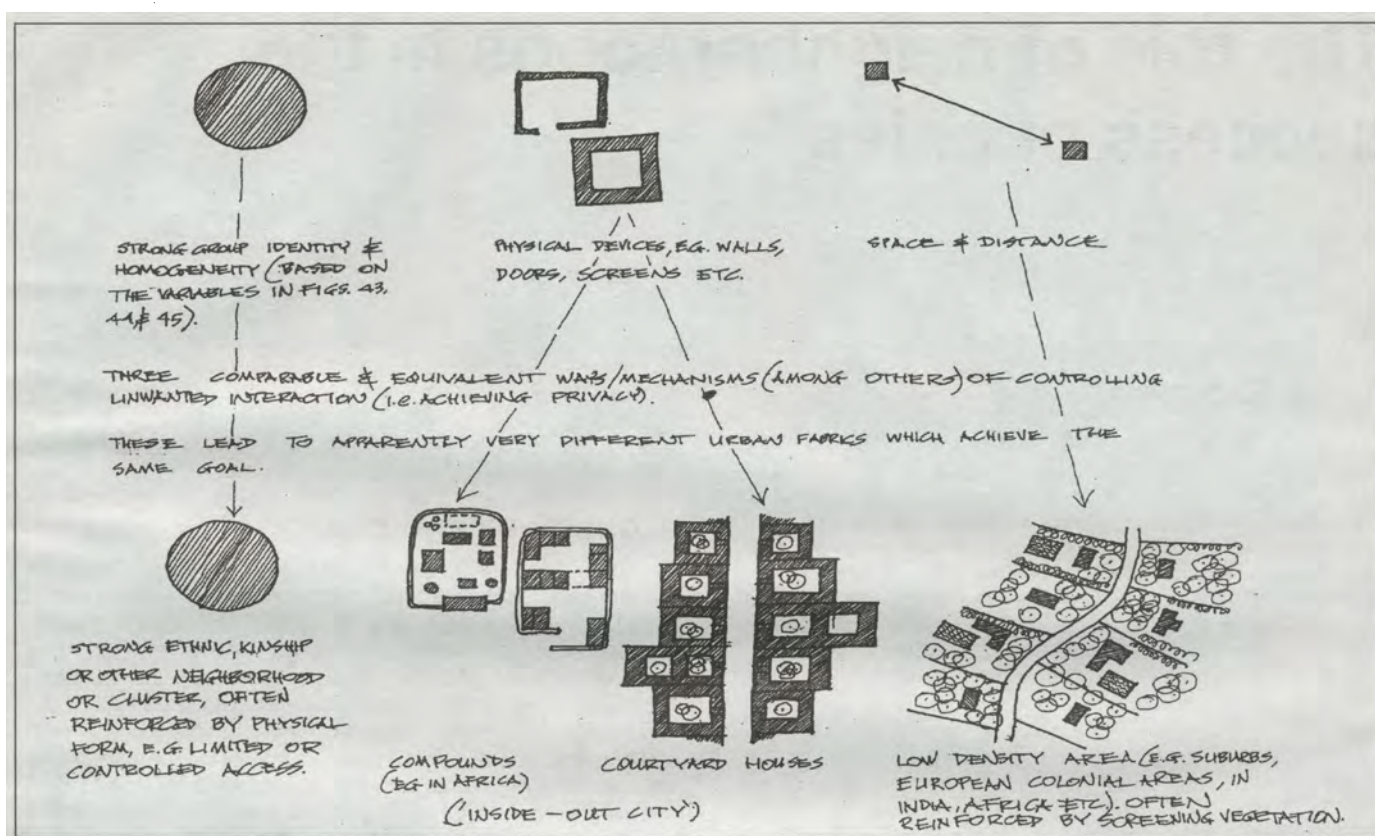 STRONG GROUP IDENTITY &
HOMOGENEITY (BASED ON
THE VARIABLES IN FIGS. 43,
44, & 45).
PHYSICAL DEVICES, E.G. WALLS,
DOORS, SCREENS ETC.
SPACE & DISTANCE
THREE COMPARABLE & EQUIVALENT WAYS/MECHANISMS (AMONG OTHERS) OF CONTROLLING
UNWANTED INTERACTION (i.e. ACHIEVING PRIVACY).
THESE LEAD TO APPARENTLY VERY DIFFERENT URBAN FABRICS WHICH ACHIEVE THE
SAME GOAL.
STRONG ETHNIC, KINSHIP
OR OTHER NEIGHBORHOOD
OR CLUSTER, OFTEN
REINFORCED BY PHYSICAL
FORM, E.G LIMITED OR
CONTROLLED ACCESS.
COMPOUNDS
(EG IN AFRICA)
COURTYARD HOUSES
('INSIDE-OUT CITY')
LOW DENSITY AREA (E.G. SUBURBS,
EUROPEAN COLONIAL AREAS, IN
INDIA, AFRICA ETC). OFTEN
REINFORCED BY SCREENING VEGETATION.